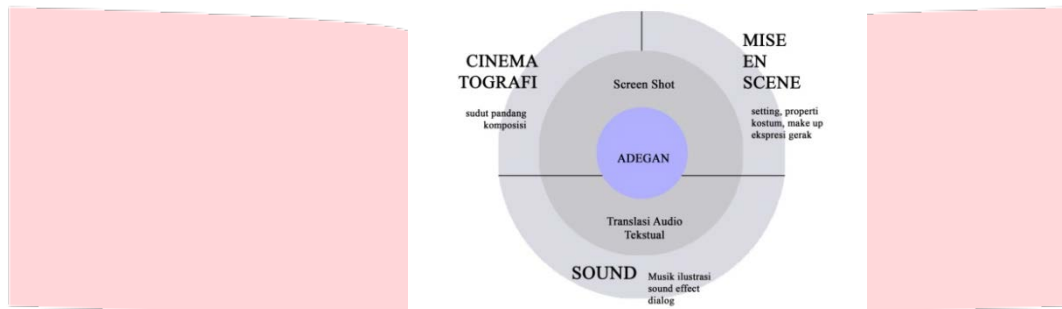 CINEMA
TOGRAFI
sudut pandang
komposisi
MISE
EN
SCENE
setting, properti
kostum, make up
ekspresi gerak
Screen Shot
ADEGAN
Translasi Audio
Tekstual
SOUND
Musik ilustrasi
sound effect
dialog